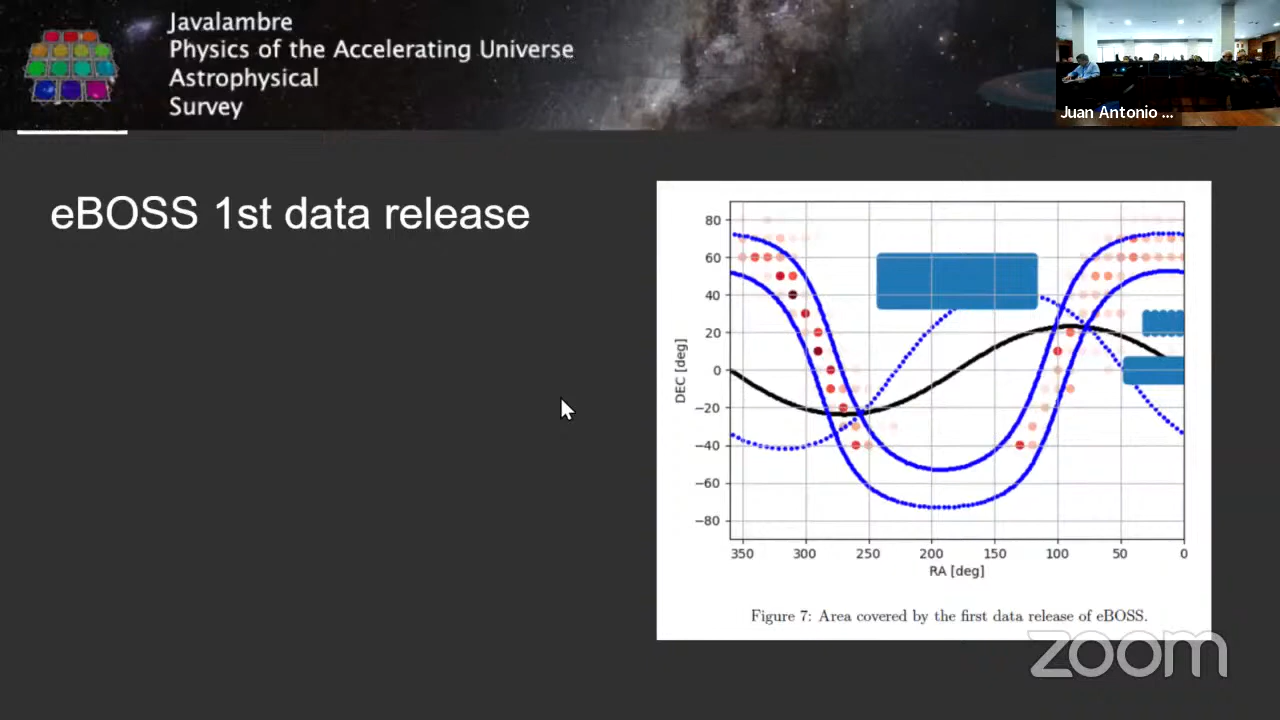 Javalambre
Physics of the Accelerating Universe
Astrophysical
Survey
Juan Antonio ...
eBOSS 1st data release
80
60
40
20
0
−20
−40
−60
−80
DEC [deg]
350 300 250 200 150 100 50 0
RA [deg]
Figure 7: Area covered by the first data release of eBOSS.
zoom